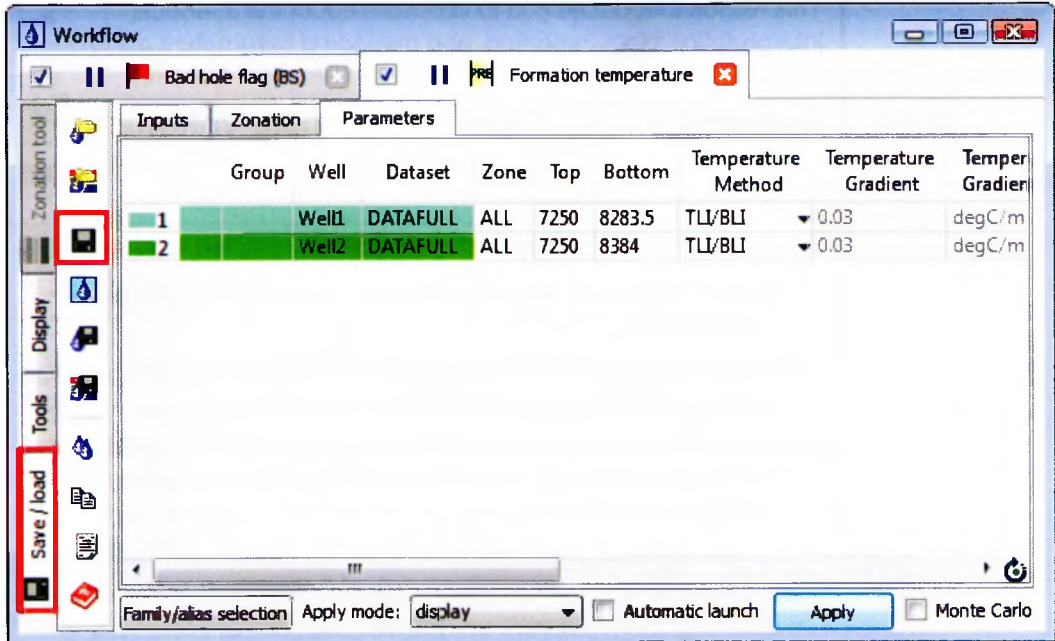 Workflow
Bad hole flag (BS)
PRE Formation temperature
Inputs Zonation Parameters
Group Well Dataset Zone Top Bottom Temperature Method Temperature Gradient Temper Gradien
1 Well1 DATAFULL ALL 7250 8283.5 TLI/BLI 0.03 degC/m
2 Well2 DATAFULL ALL 7250 8384 TLI/BLI 0.03 degC/m
Zonation tool
Display
Tools
Save / load
Family/alias selection Apply mode: display Automatic launch Apply Monte Carlo